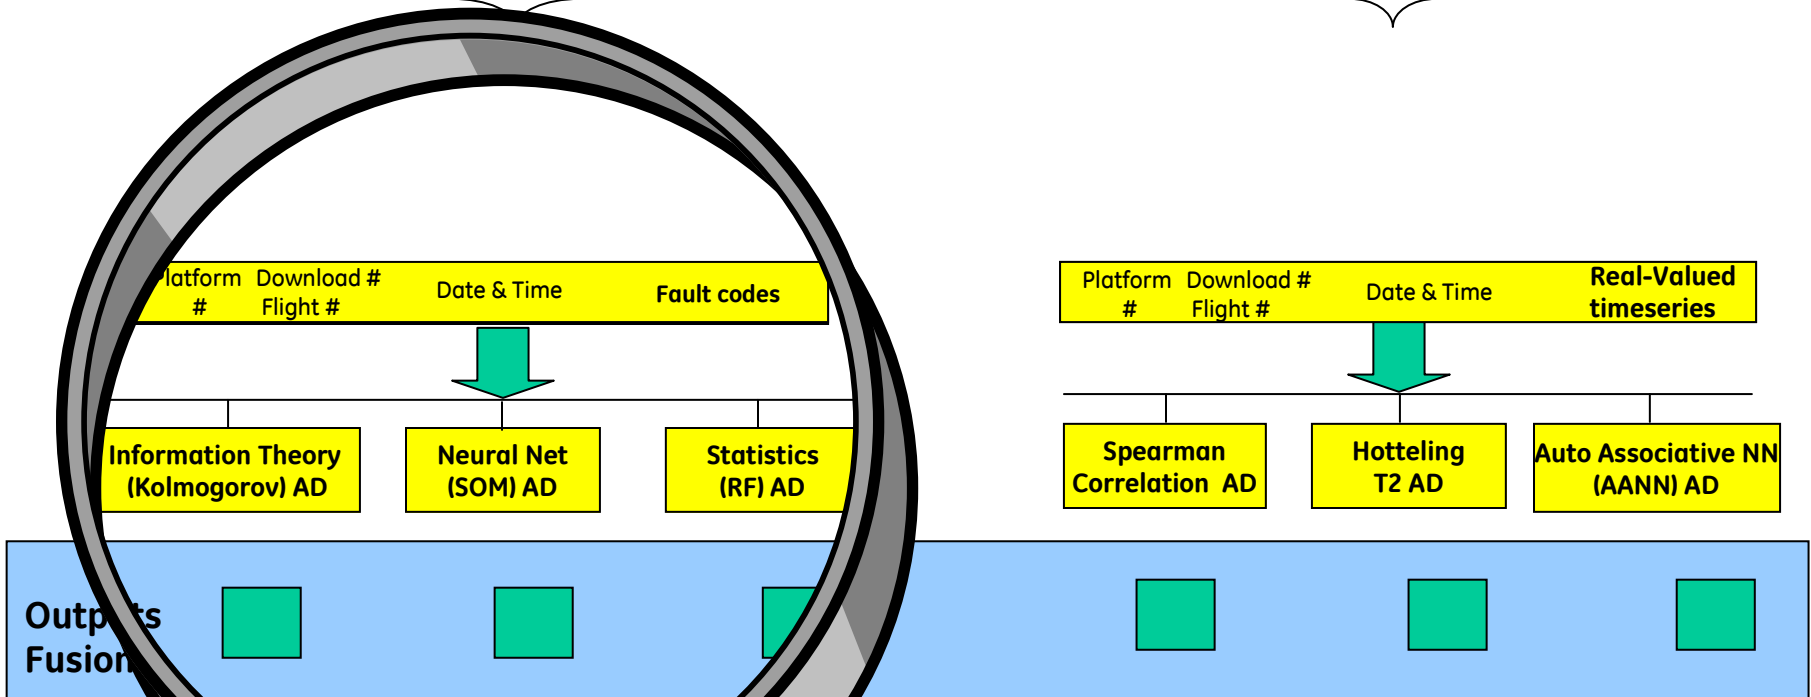 Platform Download # Date & Time Fault codes
# Flight #
Platform Download # Date & Time Real-Valued
# Flight # timeseries
Information Theory
(Kolmogorov) AD
Neural Net
(SOM) AD
Statistics
(RF) AD
Spearman
Correlation AD
Hotteling
T2 AD
Auto Associative NN
(AANN) AD
Outputs
Fusion